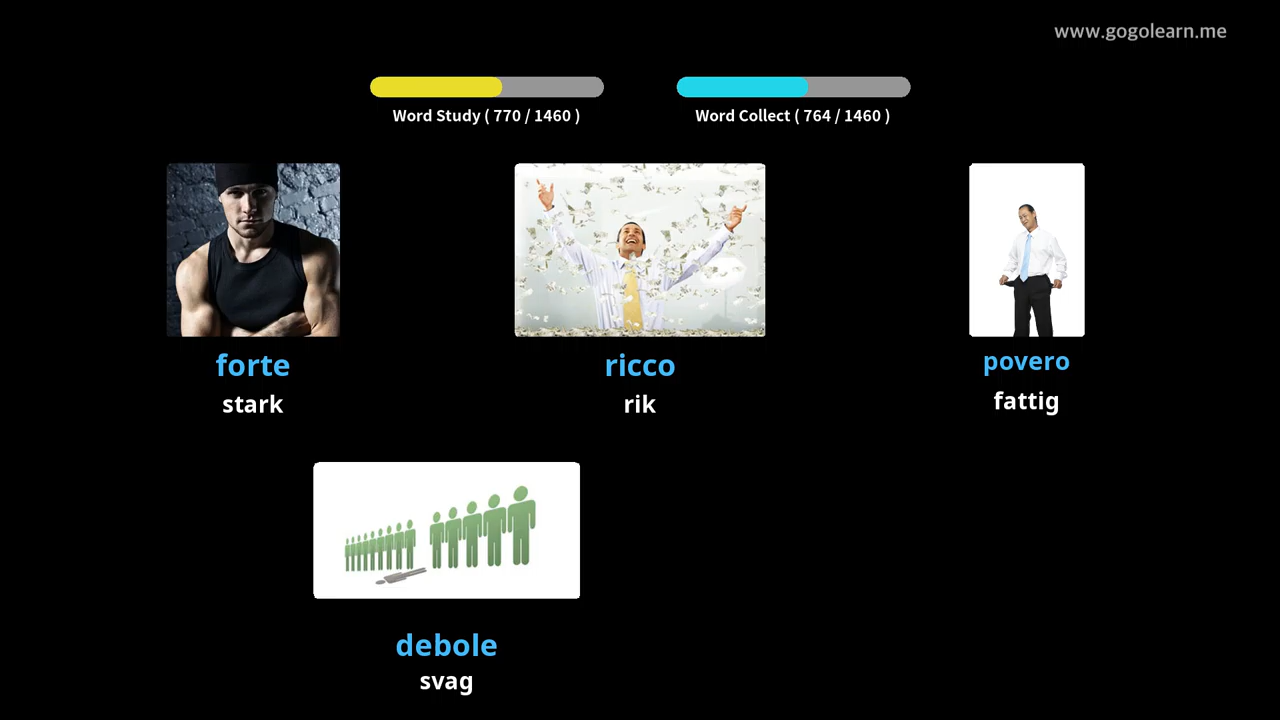 www.gogolearn.me
Word Study ( 770 / 1460 )
Word Collect ( 764 / 1460 )
forte
stark
ricco
rik
povero
fattig
debole
svag